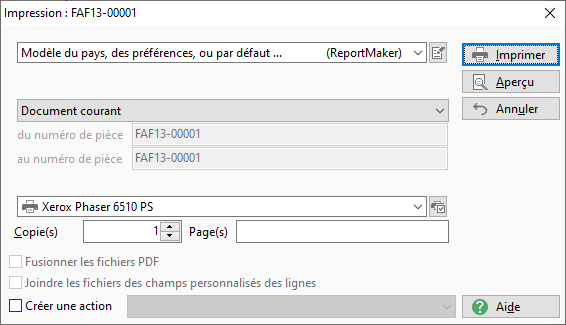 Impression : FAF13-00001
Modèle du pays, des préférences, ou par défaut ... (ReportMaker)
Imprimer
Aperçu
Annuler
Document courant
du numéro de pièce FAF13-00001
au numéro de pièce FAF13-00001
Xerox Phaser 6510 PS
Copie(s) 1 Page(s)
Fusionner les fichiers PDF
Joindre les fichiers des champs personnalisés des lignes
Créer une action
Aide